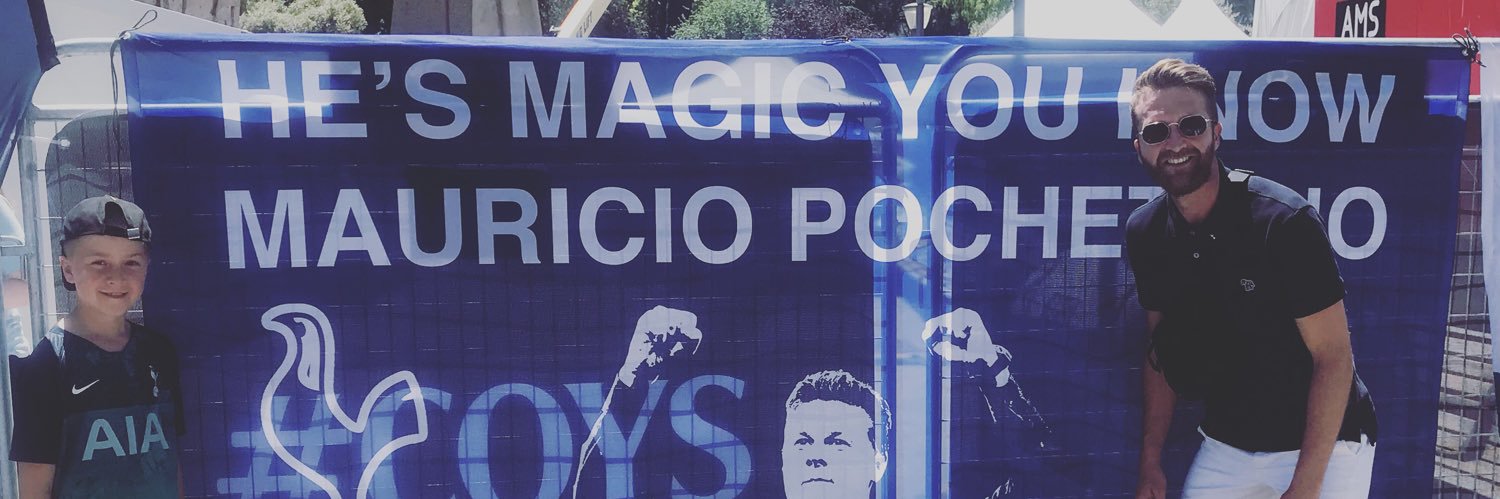 AMS
HE'S MAGIC YOU KNOW
MAURICIO POCHETTINO
#COYS
AIA